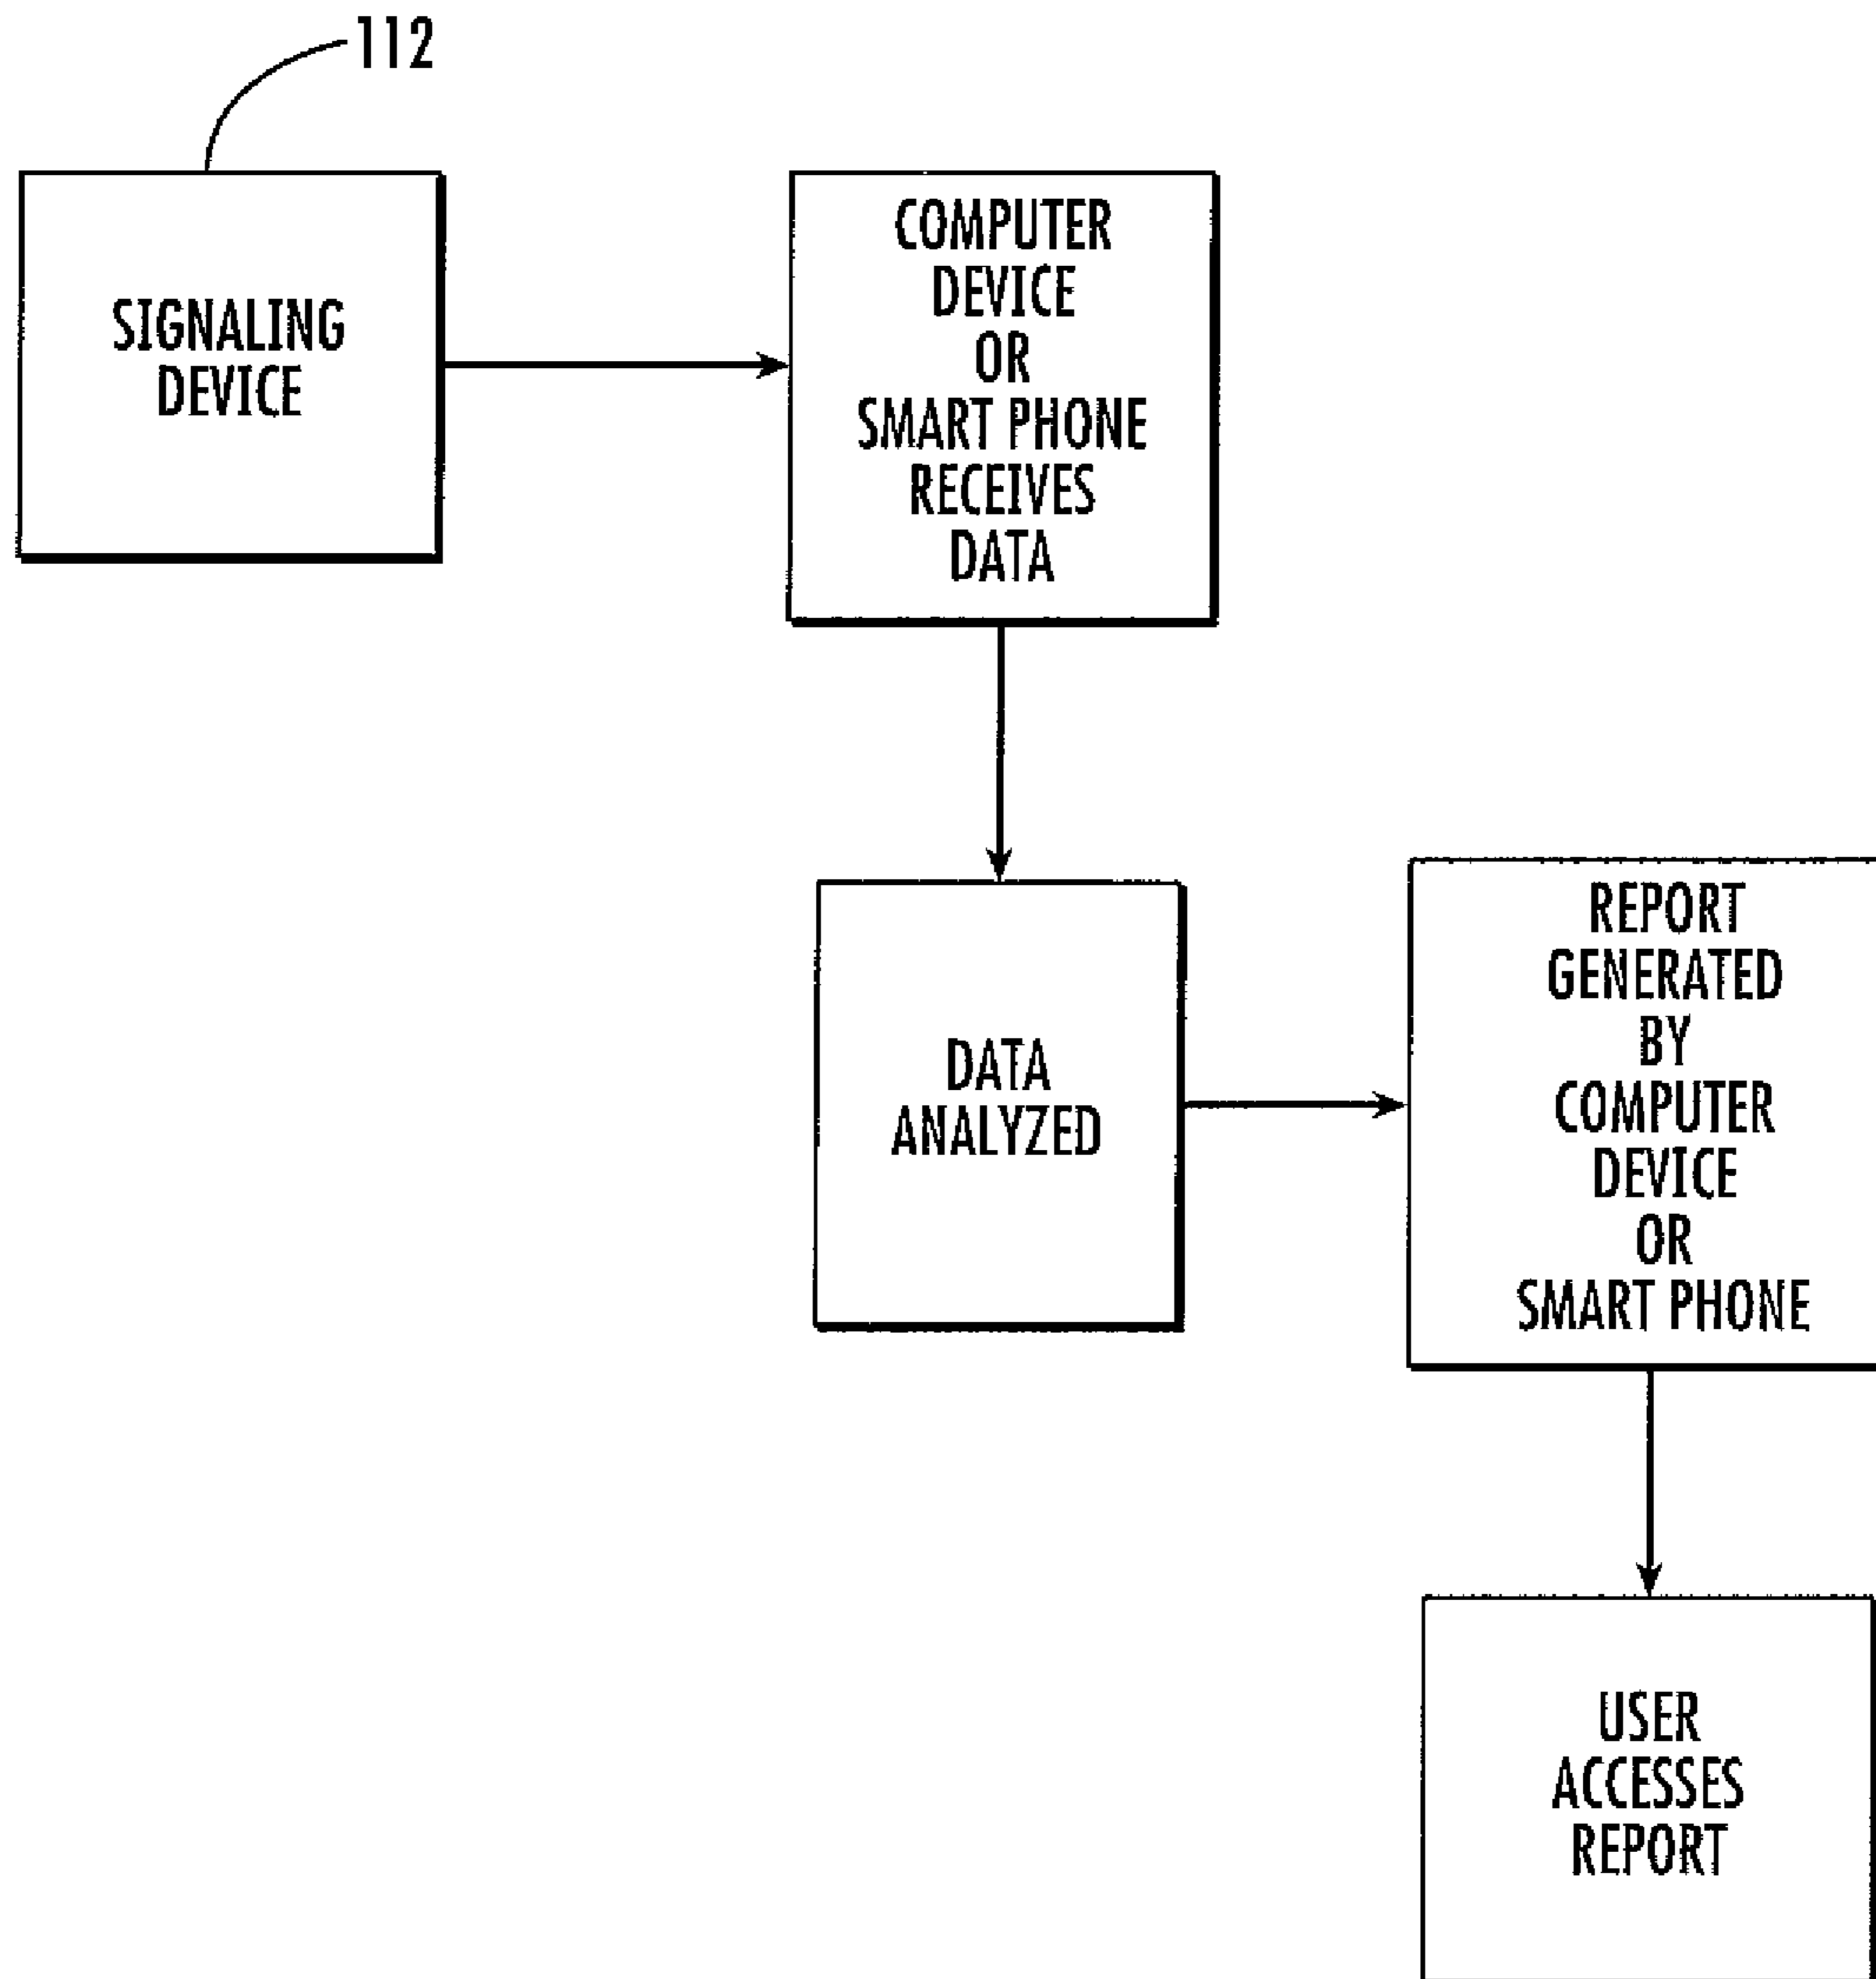 112
SIGNALING
DEVICE
COMPUTER
DEVICE
OR
SMART PHONE
RECEIVES
DATA
DATA
ANALYZED
REPORT
GENERATED
BY
COMPUTER
DEVICE
OR
SMART PHONE
USER
ACCESSES
REPORT